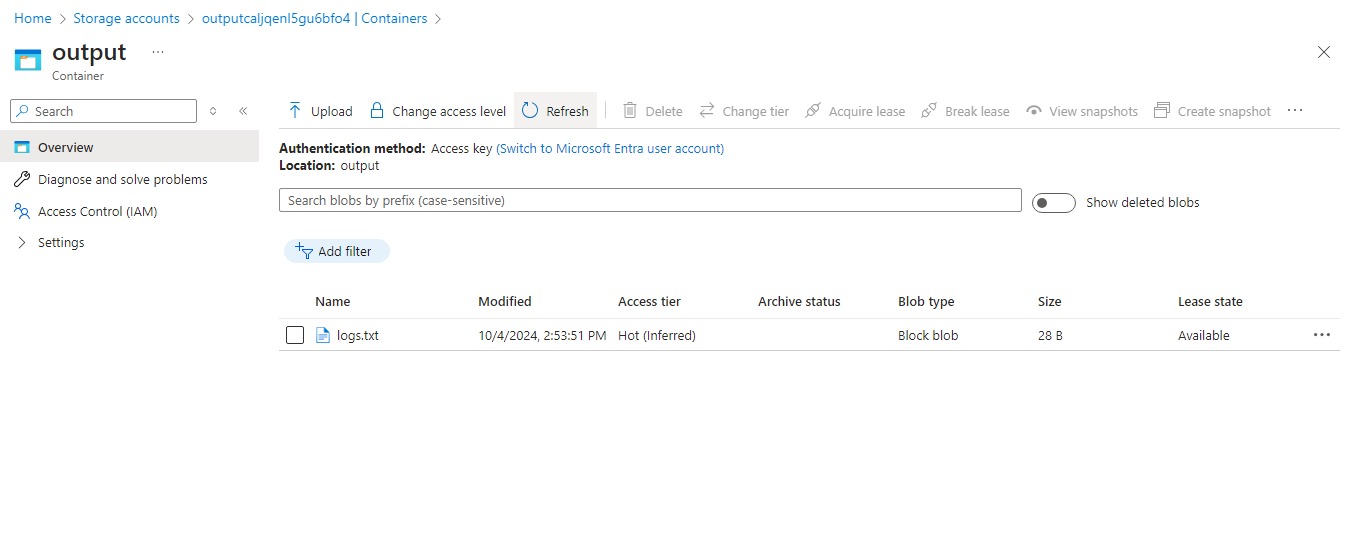 Home > Storage accounts > outputcaljqenl5gu6bfo4 | Containers >
output ...
Container
Search
Upload Change access level Refresh Delete Change tier Acquire lease Break lease View snapshots Create snapshot ...
Overview
Diagnose and solve problems
Access Control (IAM)
Settings
Authentication method: Access key (Switch to Microsoft Entra user account)
Location: output
Search blobs by prefix (case-sensitive)
Show deleted blobs
Add filter
Name Modified Access tier Archive status Blob type Size Lease state
logs.txt 10/4/2024, 2:53:51 PM Hot (Inferred) Block blob 28 B Available ...